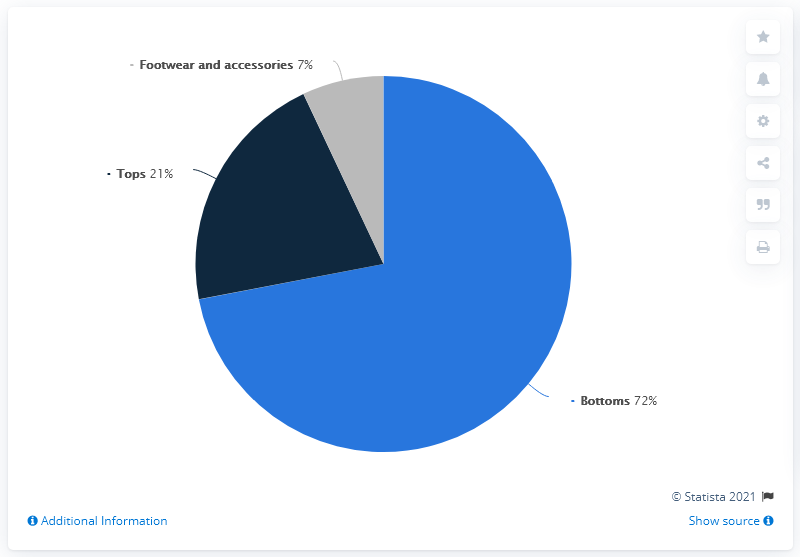 - Footwear and accessories 7%
• Tops 21%
- Bottoms 72%
© Statista 2021
Additional Information
Show source